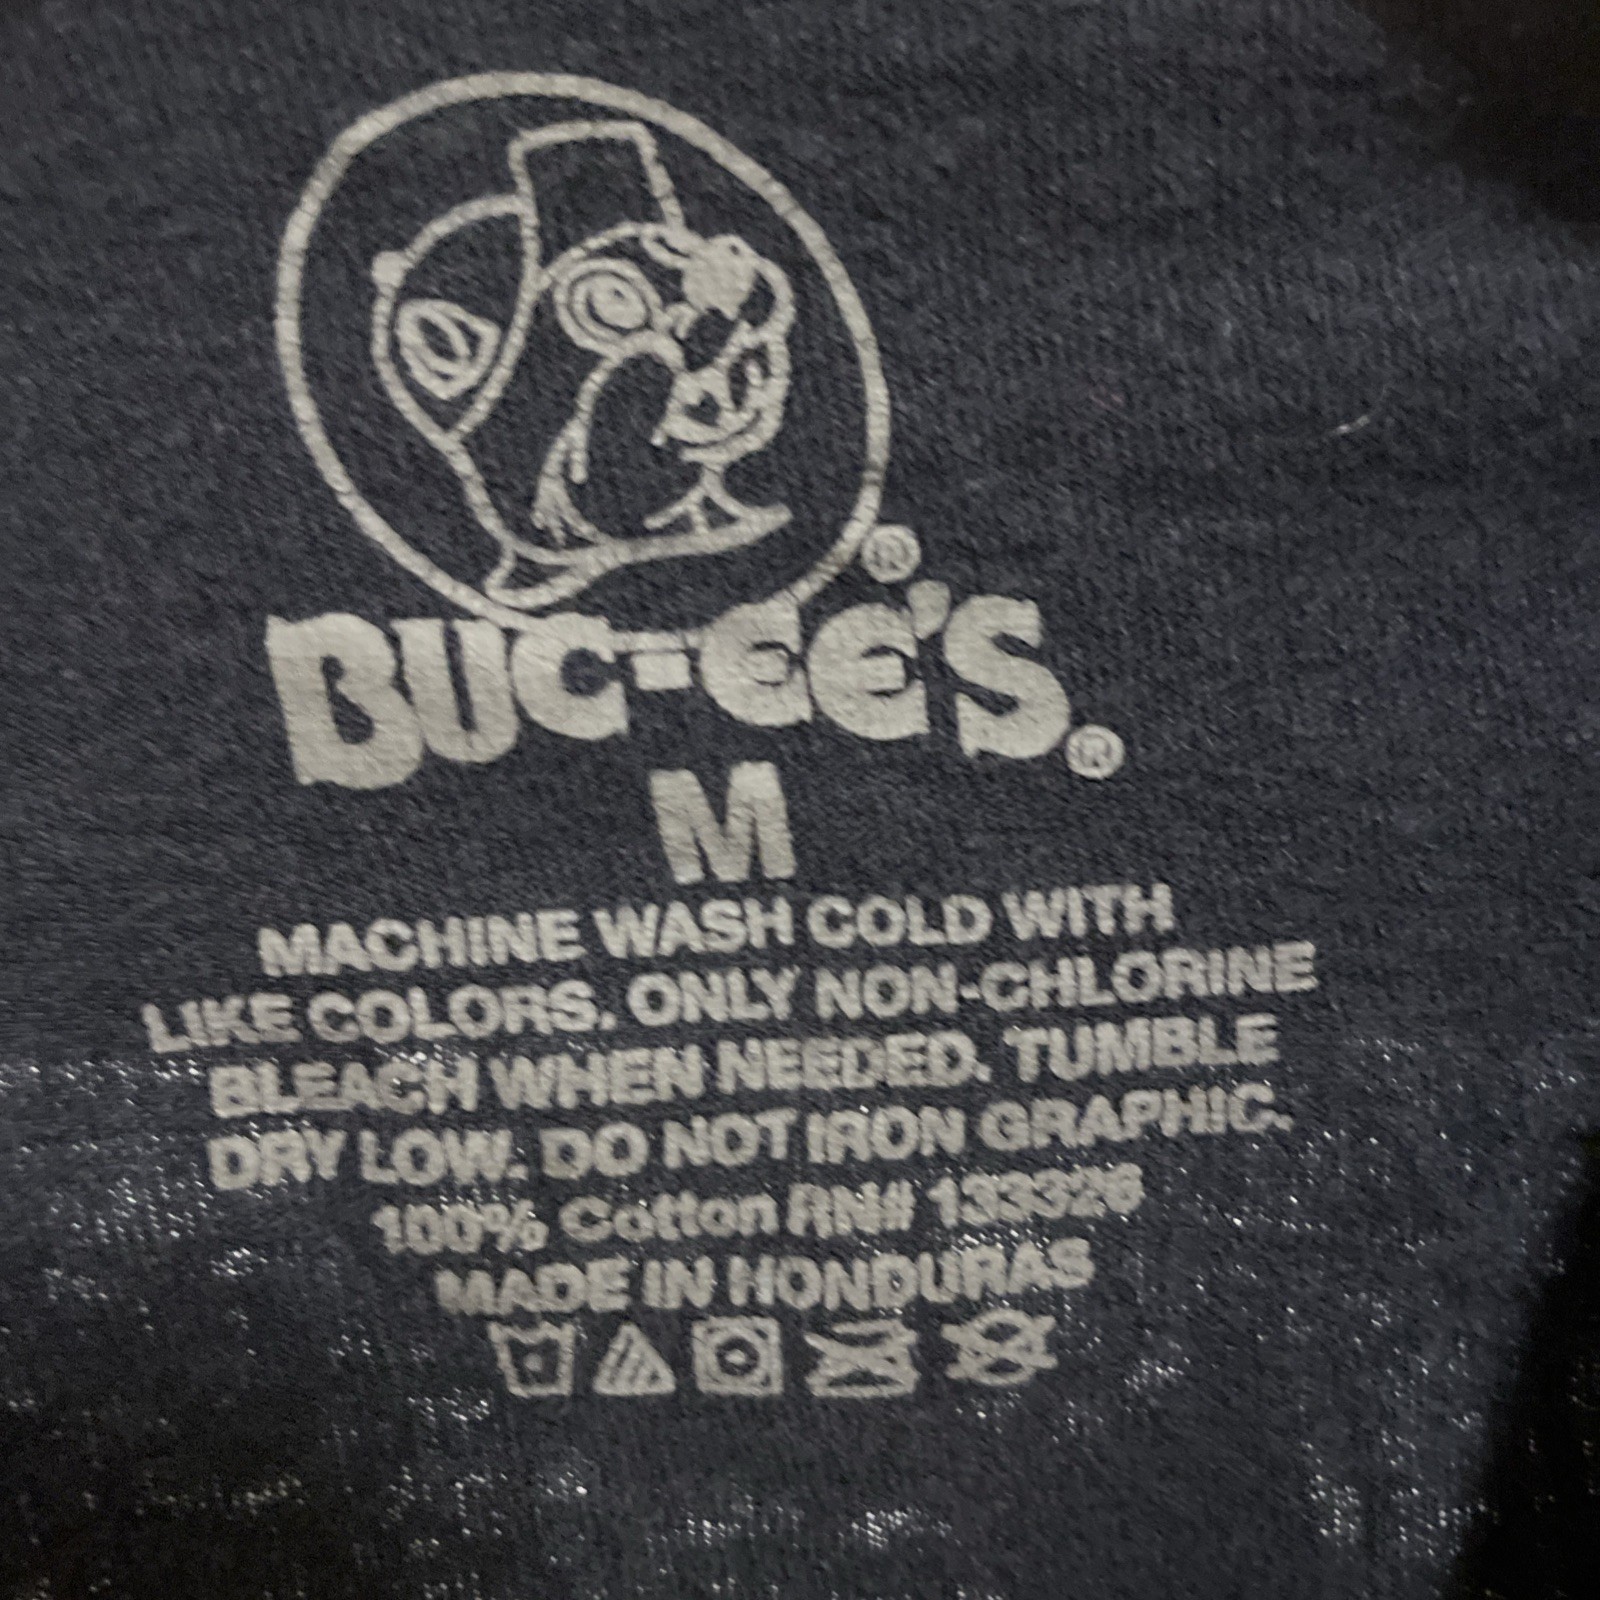 ®
BUC-EE'S®
M
MACHINE WASH COLD WITH
LIKE COLORS. ONLY NON-CHLORINE
BLEACH WHEN NEEDED. TUMBLE
DRY LOW. DO NOT IRON GRAPHIC.
100% Cotton RN# 133326
MADE IN HONDURAS